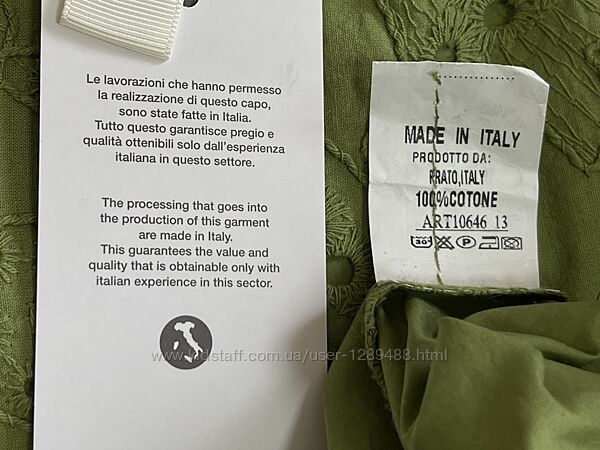 Le lavorazioni che hanno permesso
la realizzazione di questo capo,
sono state fatte in Italia.
Tutto questo garantisce pregio e
qualità ottenibili solo dall'esperienza
italiana in questo settore.
The processing that goes into
the production of this garment
are made in Italy.
This guarantees the value and
quality that is obtainable only with
italian experience in this sector.
MADE IN ITALY
PRODOTTO DA:
PRATO,ITALY
100%COTONE
ART10646 13
30°
P
www.kidstaff.com.ua/user-1289488.html